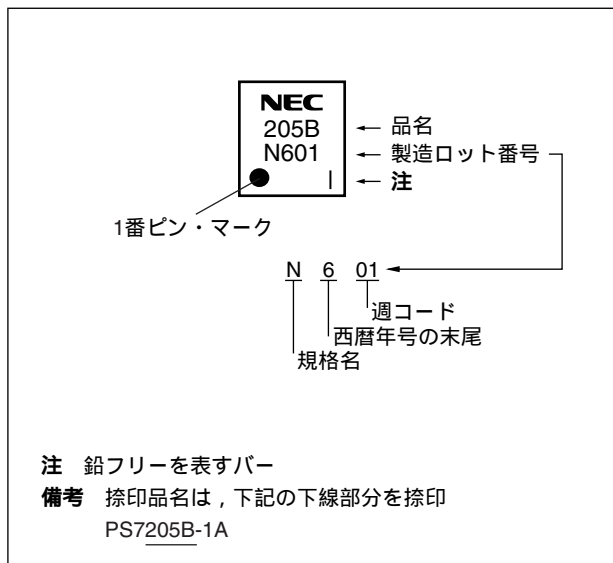 NEC
205B ← 品名
N601 ← 製造ロット番号
| ← 注
1番ピン・マーク
N 6 01
週コード
西暦年号の末尾
規格名
注 鉛フリーを表すバー
備考 捺印品名は，下記の下線部分を捺印
PS7205B-1A